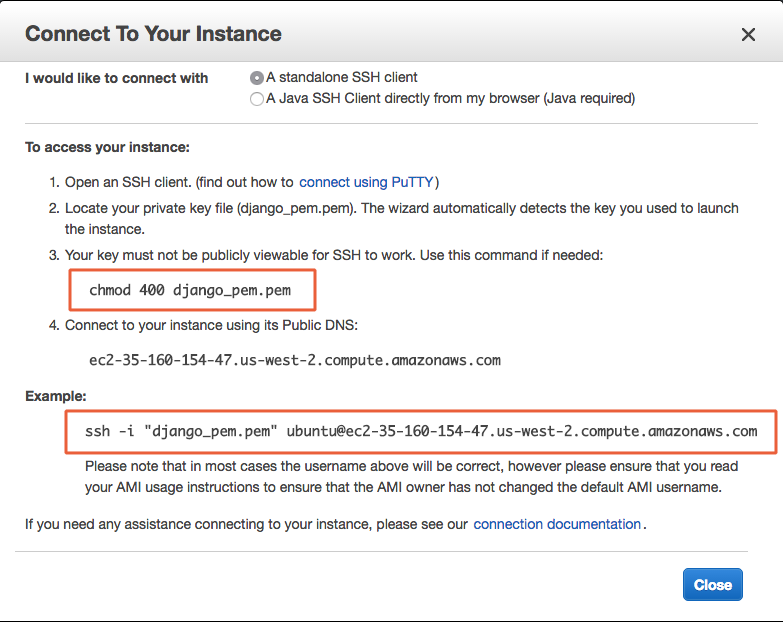 Connect To Your Instance
I would like to connect with
A standalone SSH client
A Java SSH Client directly from my browser (Java required)
To access your instance:
1. Open an SSH client. (find out how to connect using PuTTY)
2. Locate your private key file (django_pem.pem). The wizard automatically detects the key you used to launch
the instance.
3. Your key must not be publicly viewable for SSH to work. Use this command if needed:
chmod 400 django_pem.pem
4. Connect to your instance using its Public DNS:
ec2-35-160-154-47.us-west-2.compute.amazonaws.com
Example:
ssh -i "django_pem.pem" ubuntu@ec2-35-160-154-47.us-west-2.compute.amazonaws.com
Please note that in most cases the username above will be correct, however please ensure that you read
your AMI usage instructions to ensure that the AMI owner has not changed the default AMI username.
If you need any assistance connecting to your instance, please see our connection documentation.
Close